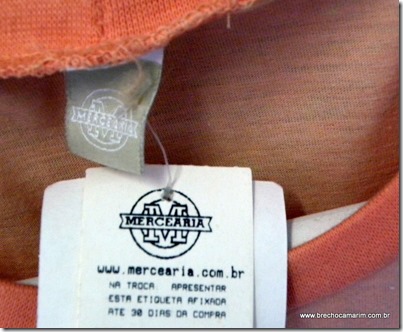 MERCEARIA
M
MERCEARIA
M
www.mercearia.com.br
NA TROCA, APRESENTAR
ESTA ETIQUETA AFIXADA
ATÉ 30 DIAS DA COMPRA
www.brechocamarim.com.br